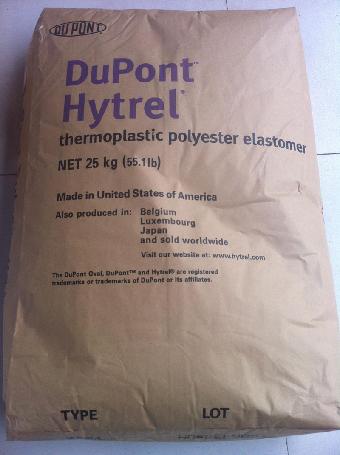 DUPONT
DuPont™
Hytrel®
thermoplastic polyester elastomer
NET 25 kg (55.1lb)
Made in United States of America
Also produced in: Belgium
Luxembourg
Japan
and sold worldwide
Visit our website at: www.hytrel.com
The DuPont Oval, DuPont™ and Hytrel® are registered
trademarks or trademarks of DuPont or its affiliates.
TYPE LOT